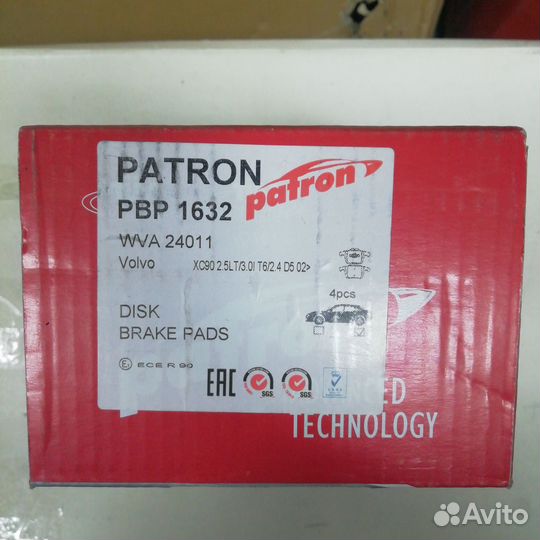 PATRON
patron
PBP 1632
WVA 24011
Volvo XC90 2.5LT/3.0I T6/2.4 D5 02>
4pcs
DISK
BRAKE PADS
E ECE R 90
EAC SGS SGS
ED
TECHNOLOGY
Avito